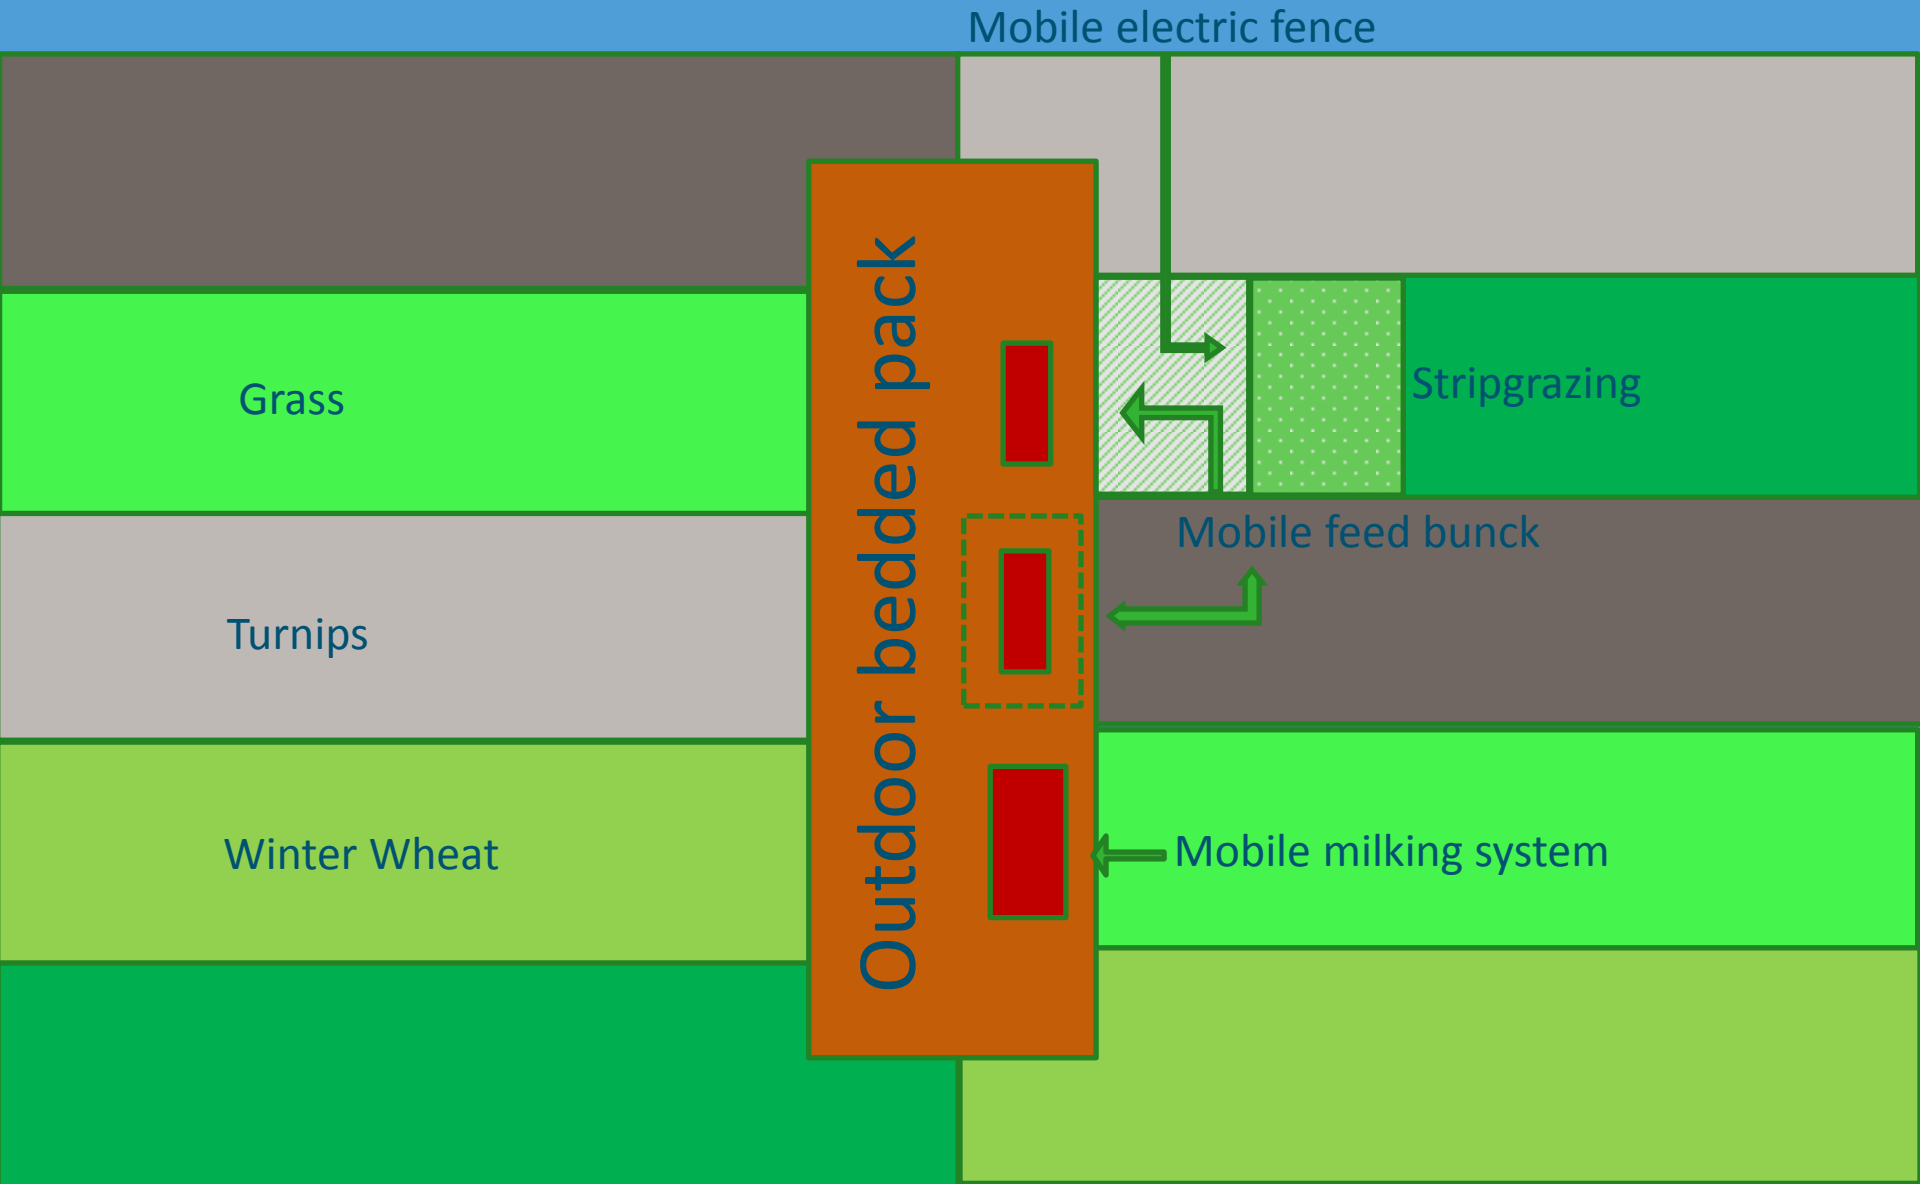 Mobile electric fence
Outdoor bedded pack
Grass
Stripgrazing
Mobile feed bunck
Turnips
Winter Wheat
Mobile milking system